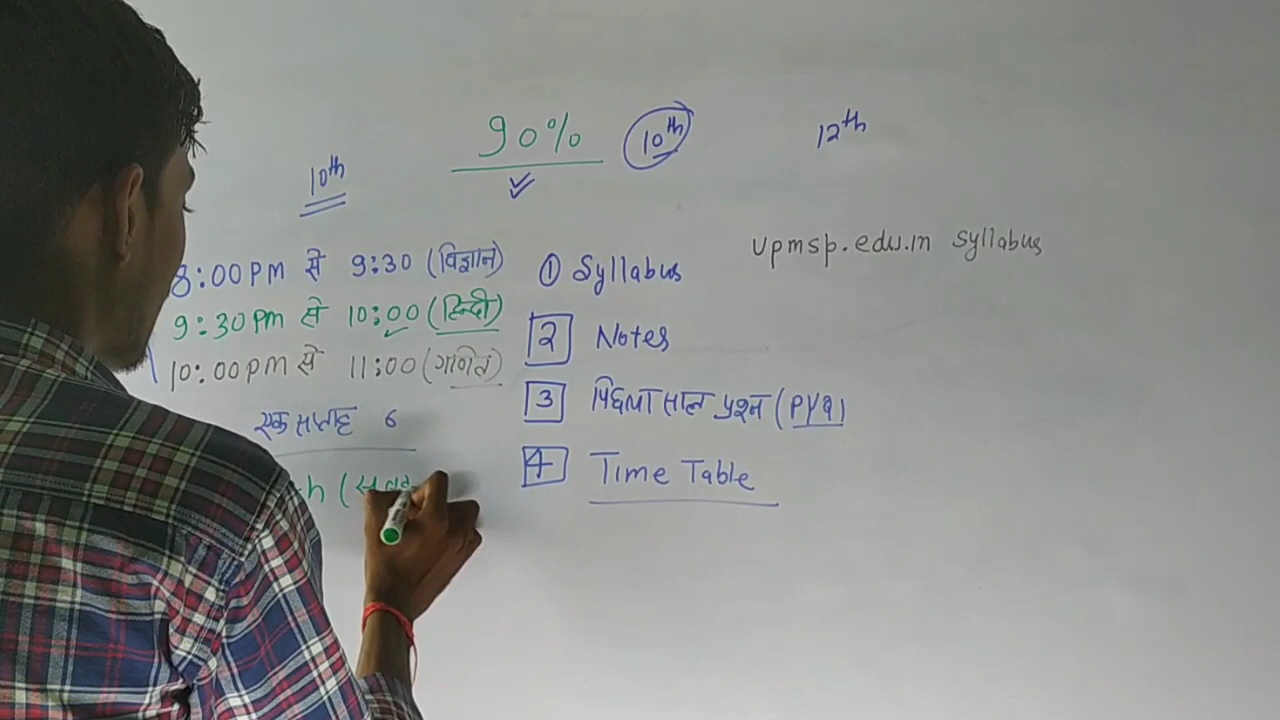 90% 10th 12th
10th
8:00PM से 9:30 (विज्ञान)
9:30PM से 10:00 (हिन्दी)
10:00PM से 11:00 (गणित)
एक सप्ताह 6
h (
upmsp.edu.in Syllabus
① Syllabus
2 Notes
3 पिछला साल प्रश्न (PYQ)
4 Time Table